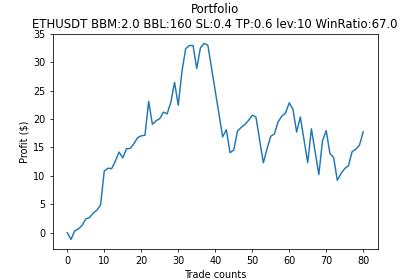 Portfolio
ETHUSDT BBM:2.0 BBL:160 SL:0.4 TP:0.6 lev:10 WinRatio:67.0
35
30
25
20
15
10
5
0
Profit ($)
0 10 20 30 40 50 60 70 80
Trade counts